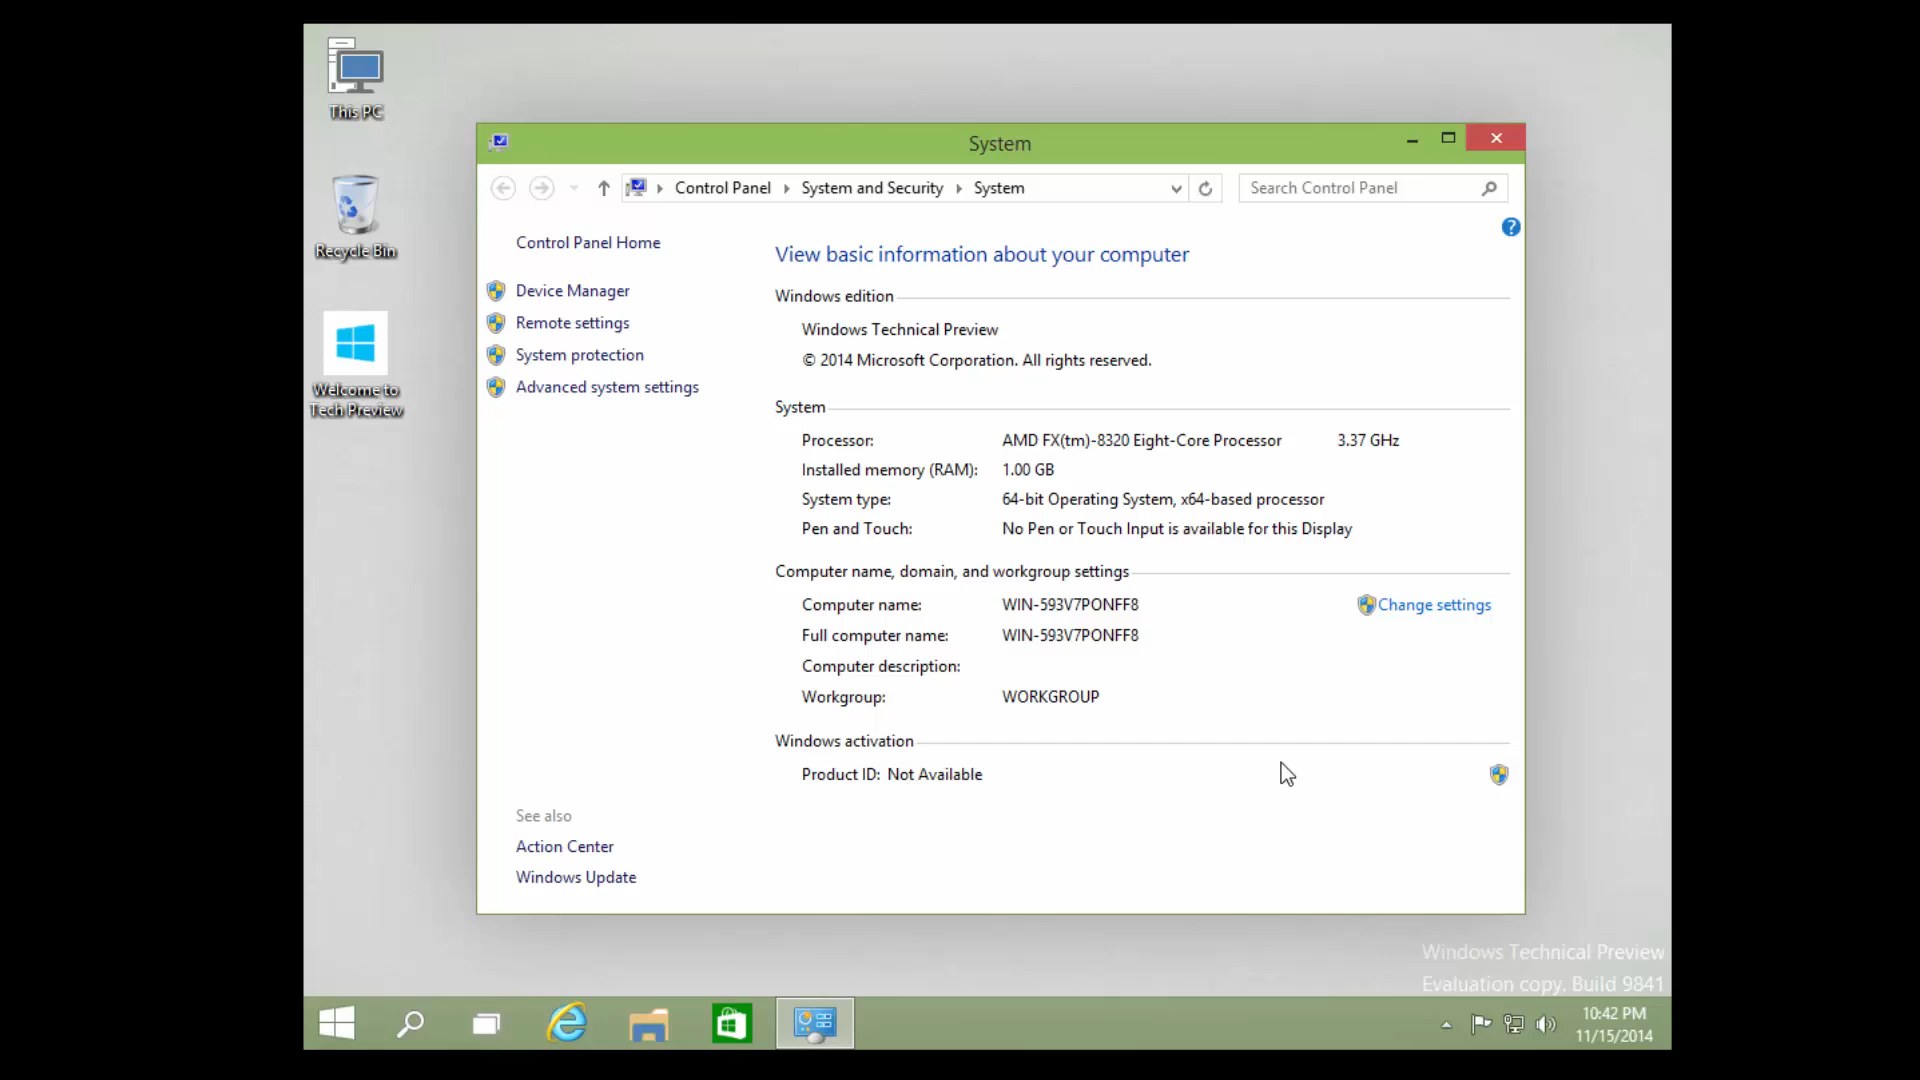 This PC
Recycle Bin
Welcome to
Tech Preview
System
Control Panel System and Security System
Search Control Panel
?
Control Panel Home
Device Manager
Remote settings
System protection
Advanced system settings
See also
Action Center
Windows Update
View basic information about your computer
Windows edition
Windows Technical Preview
© 2014 Microsoft Corporation. All rights reserved.
System
Processor: AMD FX(tm)-8320 Eight-Core Processor 3.37 GHz
Installed memory (RAM): 1.00 GB
System type: 64-bit Operating System, x64-based processor
Pen and Touch: No Pen or Touch Input is available for this Display
Computer name, domain, and workgroup settings
Computer name: WIN-593V7PONFF8 Change settings
Full computer name: WIN-593V7PONFF8
Computer description:
Workgroup: WORKGROUP
Windows activation
Product ID: Not Available
Windows Technical Preview
Evaluation copy. Build 9841
10:42 PM
11/15/2014